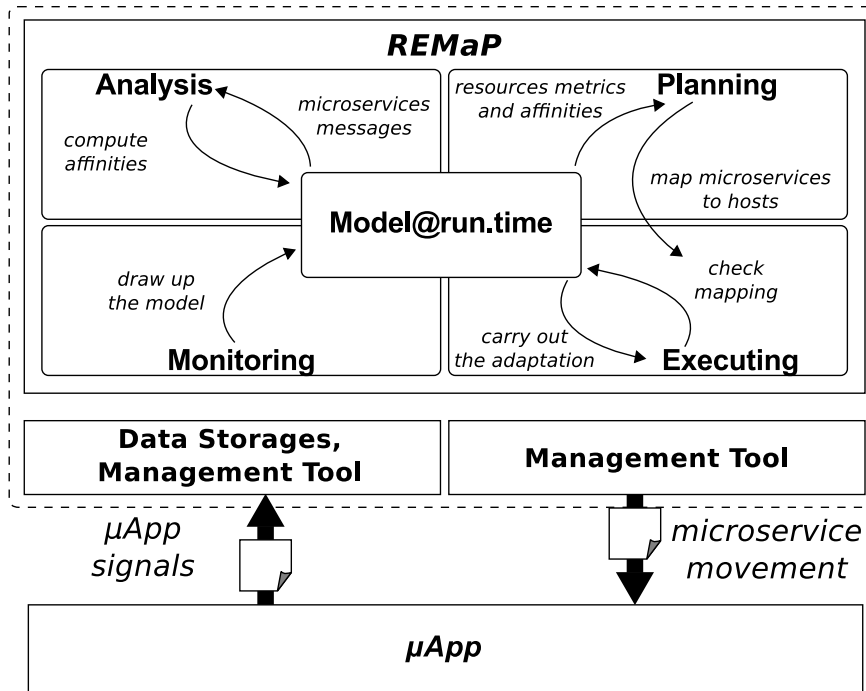 REMaP
Analysis
microservices
messages
compute
affinities
resources metrics
and affinities
Planning
map microservices
to hosts
Model@run.time
draw up
the model
Monitoring
check
mapping
carry out
the adaptation
Executing
Data Storages,
Management Tool
Management Tool
µApp
signals
microservice
movement
µApp